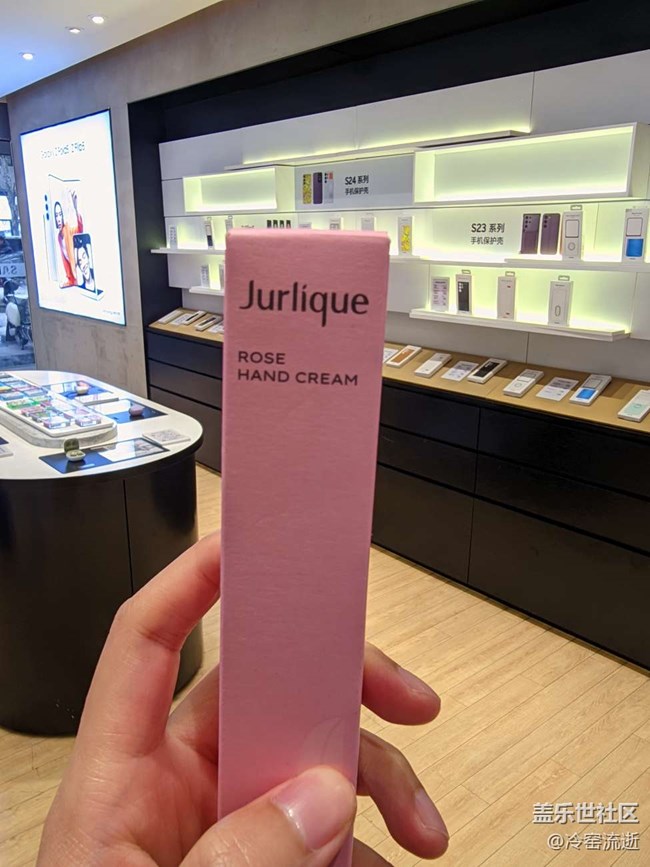 S24 系列
手机保护壳
S23 系列
手机保护壳
Jurlique
ROSE
HAND CREAM
盖乐世社区
@冷窑流逝